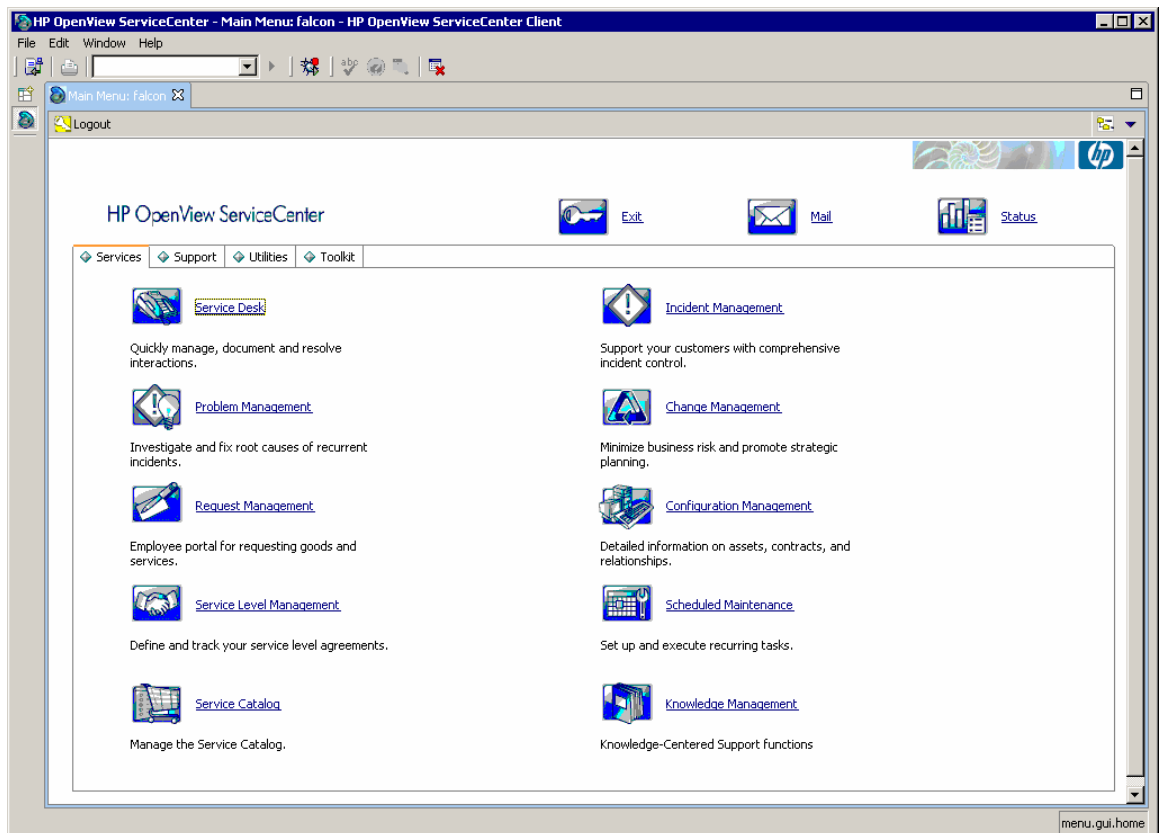 HP OpenView ServiceCenter - Main Menu: falcon - HP OpenView ServiceCenter Client
File Edit Window Help
abc
Main Menu: falcon
Logout
hp
HP OpenView ServiceCenter
Exit
Mail
Status
Services Support Utilities Toolkit
Service Desk
Quickly manage, document and resolve
interactions.
Incident Management
Support your customers with comprehensive
incident control.
Problem Management
Investigate and fix root causes of recurrent
incidents.
Change Management
Minimize business risk and promote strategic
planning.
Request Management
Employee portal for requesting goods and
services.
Configuration Management
Detailed information on assets, contracts, and
relationships.
Service Level Management
Define and track your service level agreements.
Scheduled Maintenance
Set up and execute recurring tasks.
Service Catalog
Manage the Service Catalog.
Knowledge Management
Knowledge-Centered Support functions
menu.gui.home